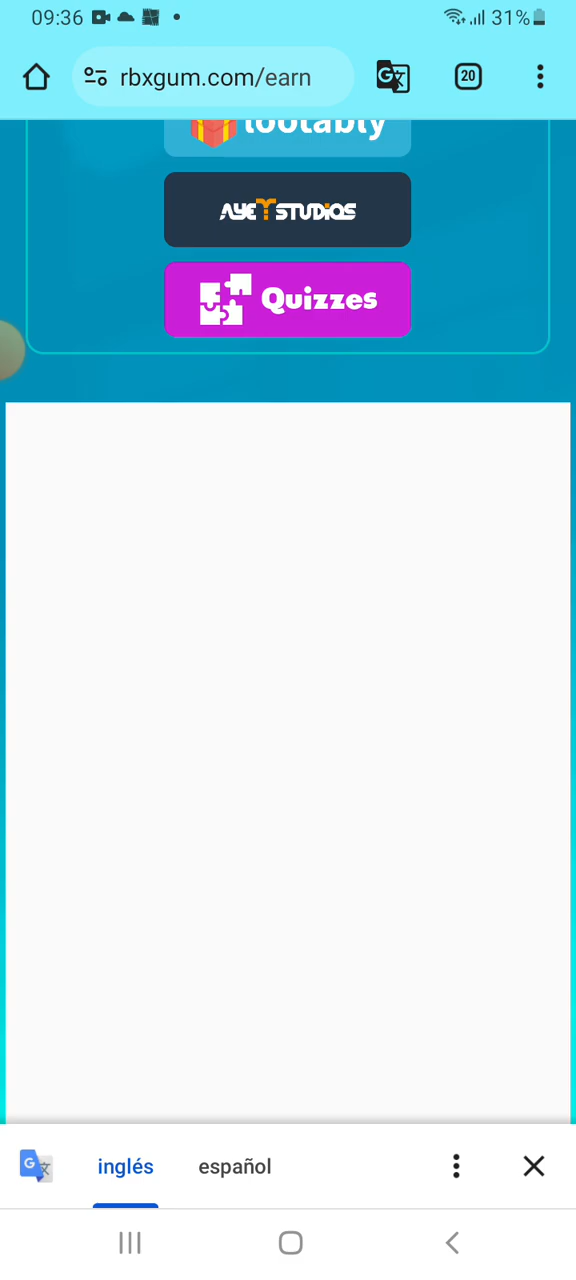 09:36
31%
rbxgum.com/earn
20
lootably
AYET STUDIOS
Quizzes
inglés
español